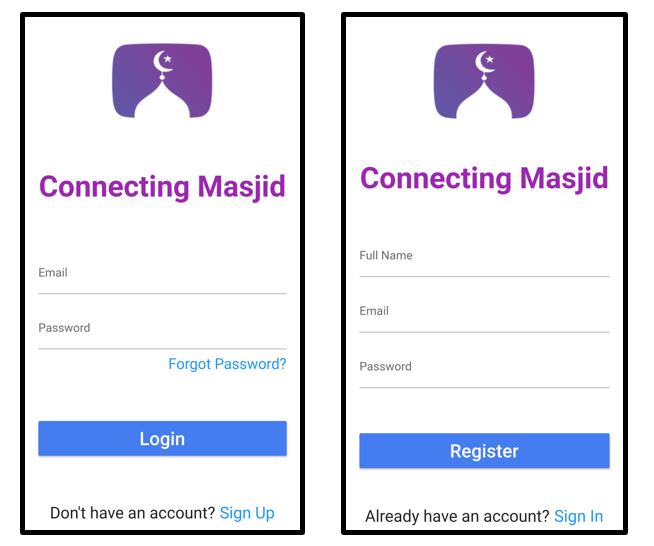 Connecting Masjid
Email
Password
Forgot Password?
Login
Don't have an account? Sign Up
Connecting Masjid
Full Name
Email
Password
Register
Already have an account? Sign In